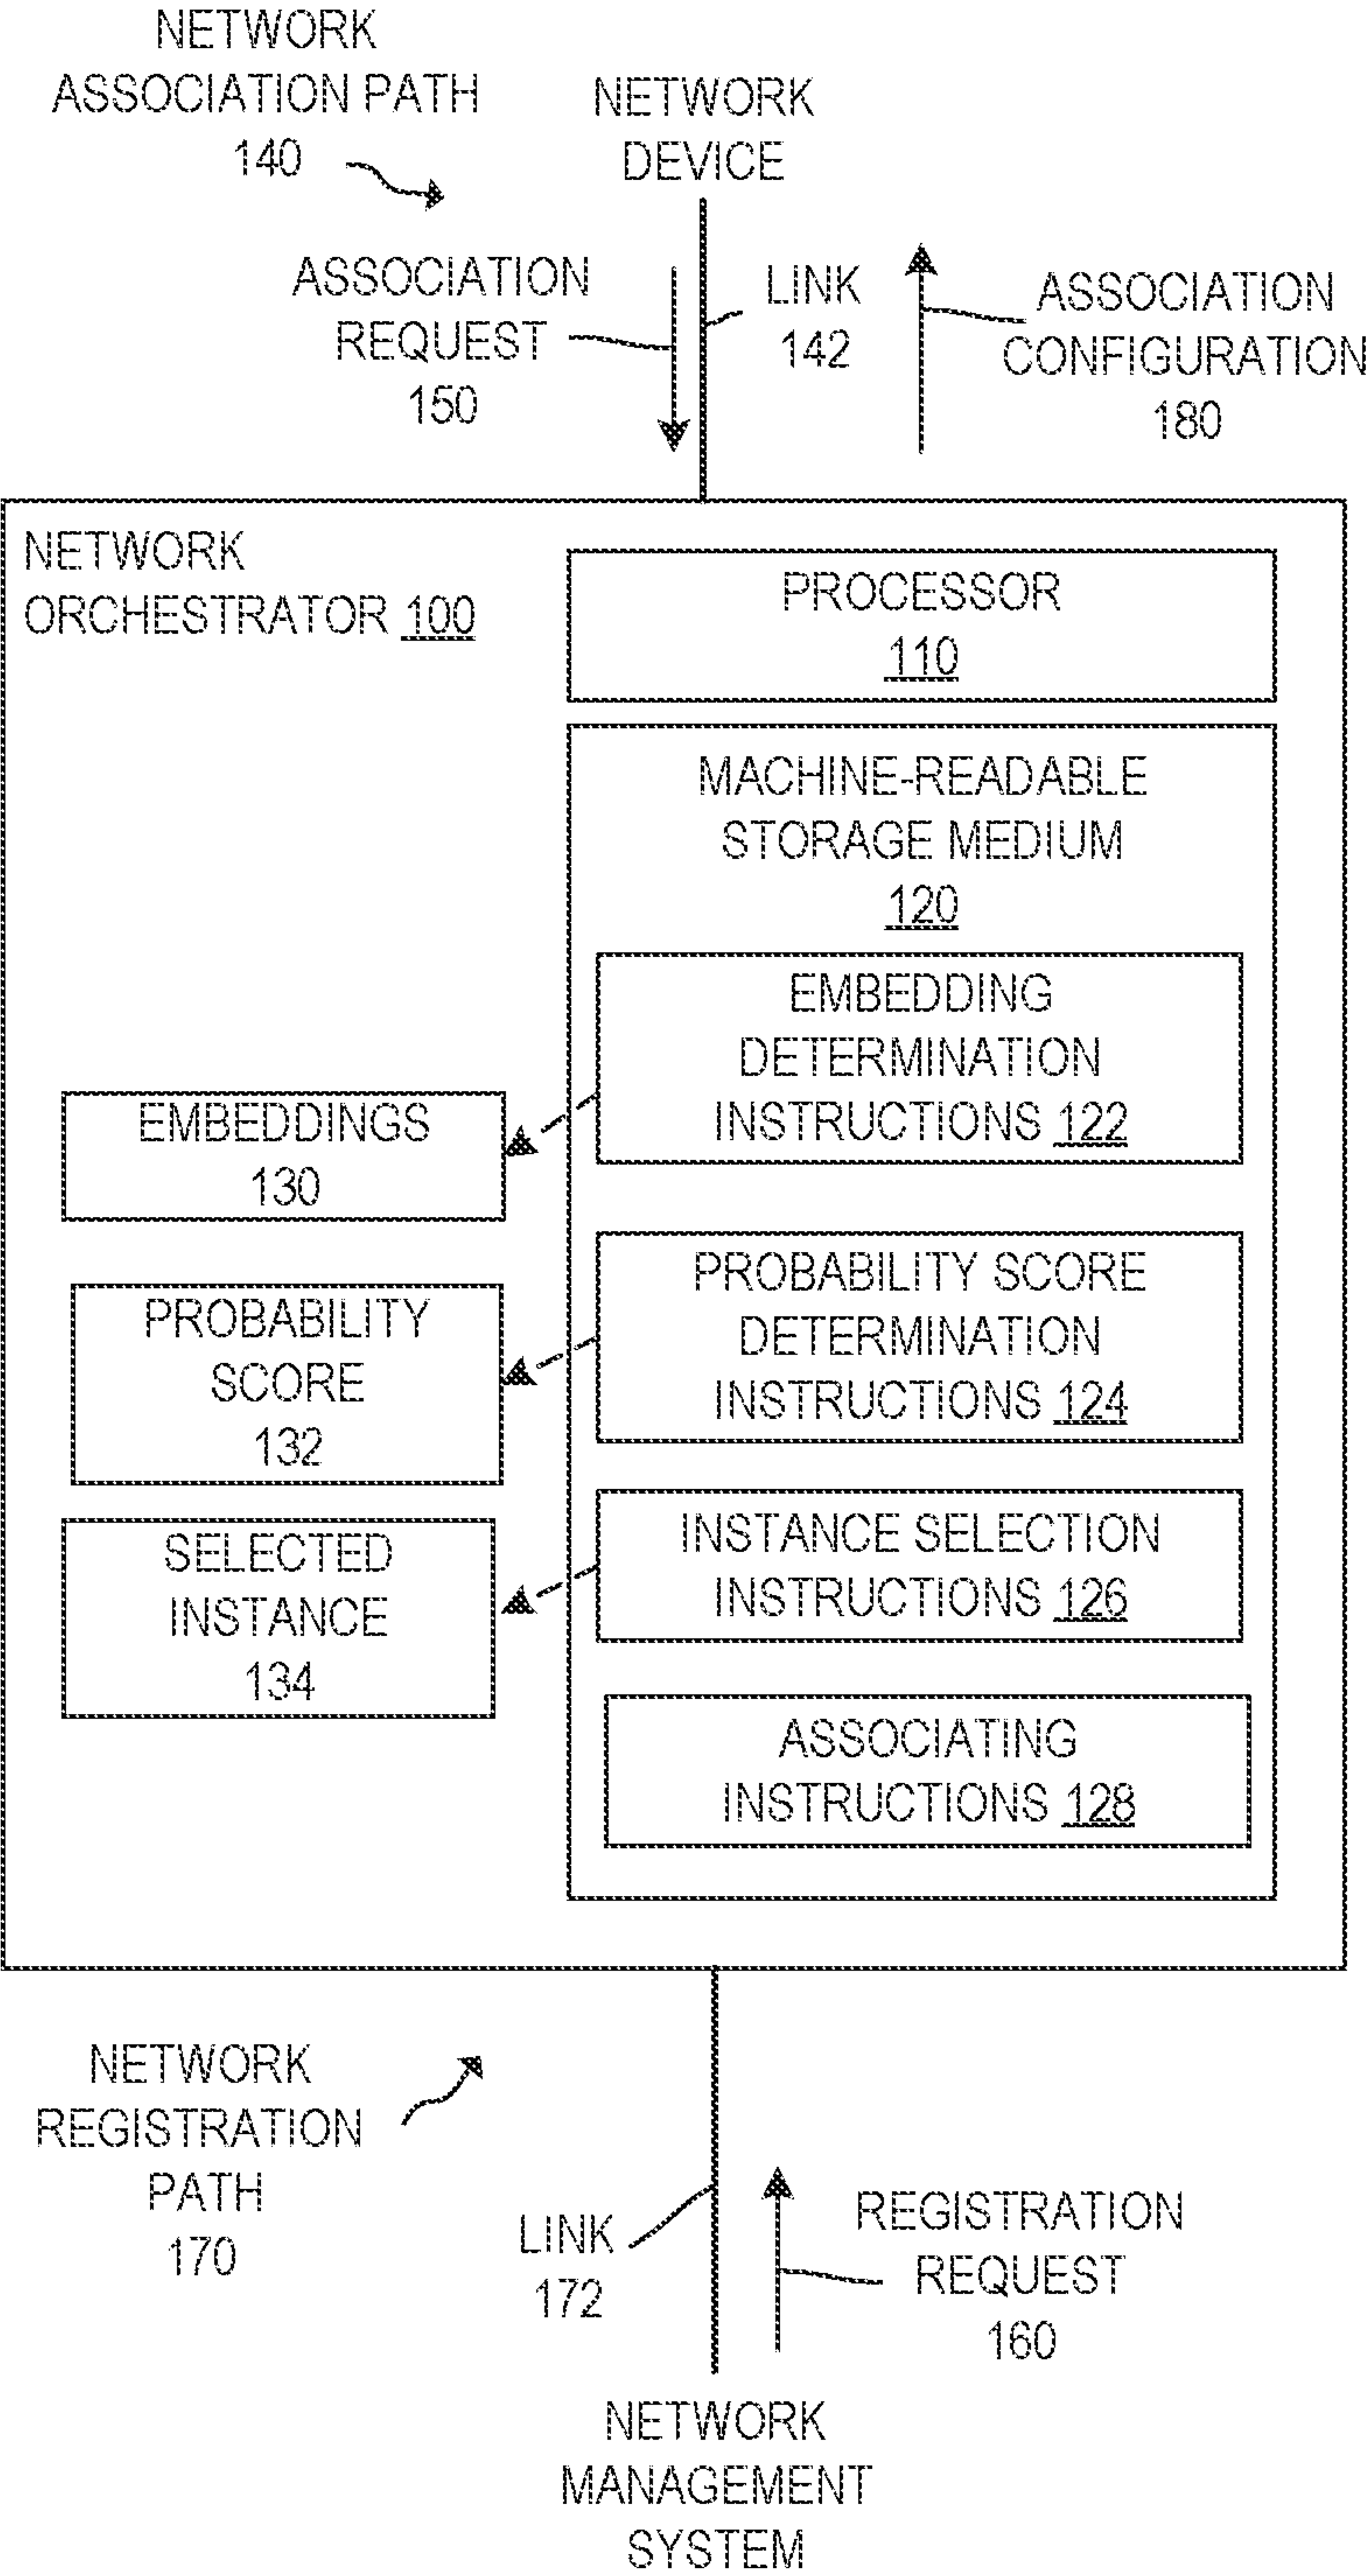 NETWORK
ASSOCIATION PATH
140
NETWORK
DEVICE
ASSOCIATION
REQUEST
150
LINK
142
ASSOCIATION
CONFIGURATION
180
NETWORK
ORCHESTRATOR 100
PROCESSOR
110
MACHINE-READABLE
STORAGE MEDIUM
120
EMBEDDING
DETERMINATION
INSTRUCTIONS 122
EMBEDDINGS
130
PROBABILITY SCORE
DETERMINATION
INSTRUCTIONS 124
PROBABILITY
SCORE
132
INSTANCE SELECTION
INSTRUCTIONS 126
SELECTED
INSTANCE
134
ASSOCIATING
INSTRUCTIONS 128
NETWORK
REGISTRATION
PATH
170
LINK
172
REGISTRATION
REQUEST
160
NETWORK
MANAGEMENT
SYSTEM